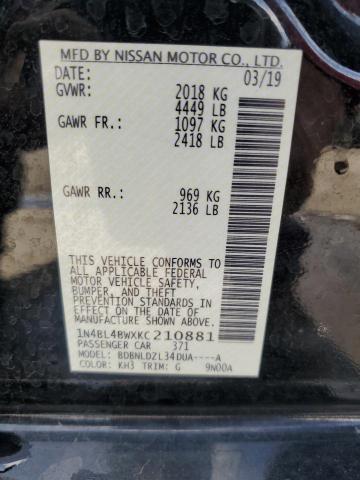 MFD BY NISSAN MOTOR CO., LTD.
DATE: 03/19
GVWR: 2018 KG
4449 LB
GAWR FR.: 1097 KG
2418 LB
GAWR RR.: 969 KG
2136 LB
THIS VEHICLE CONFORMS TO
ALL APPLICABLE FEDERAL
MOTOR VEHICLE SAFETY,
BUMPER, AND THEFT
PREVENTION STANDARDS IN
EFFECT ON THE DATE OF
MANUFACTURE SHOWN ABOVE.
1N4BL4BWXKC210881
PASSENGER CAR 371
MODEL: BDBNLDZL34DUA----A
COLOR: KH3 TRIM: G 9N00A